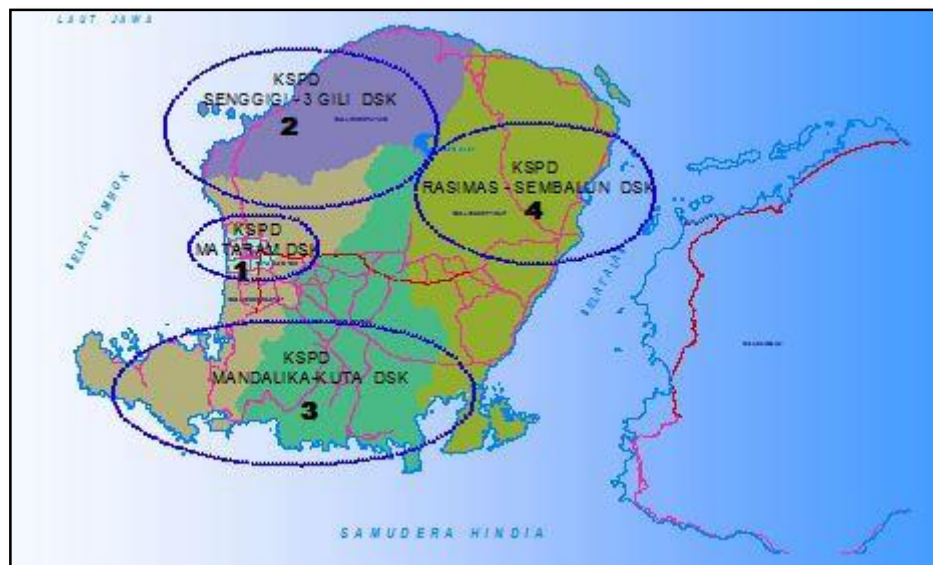 LAUT JAWA
KSPD
SENGGIGI-3 GILI DSK
2
KSPD
RASIMAS-SEMBALUN DSK
4
KSPD
MATARAM DSK
1
KSPD
MANDALIKA-KUTA DSK
3
SELAT LOMBOK
SELAT
SAMUDERA HINDIA